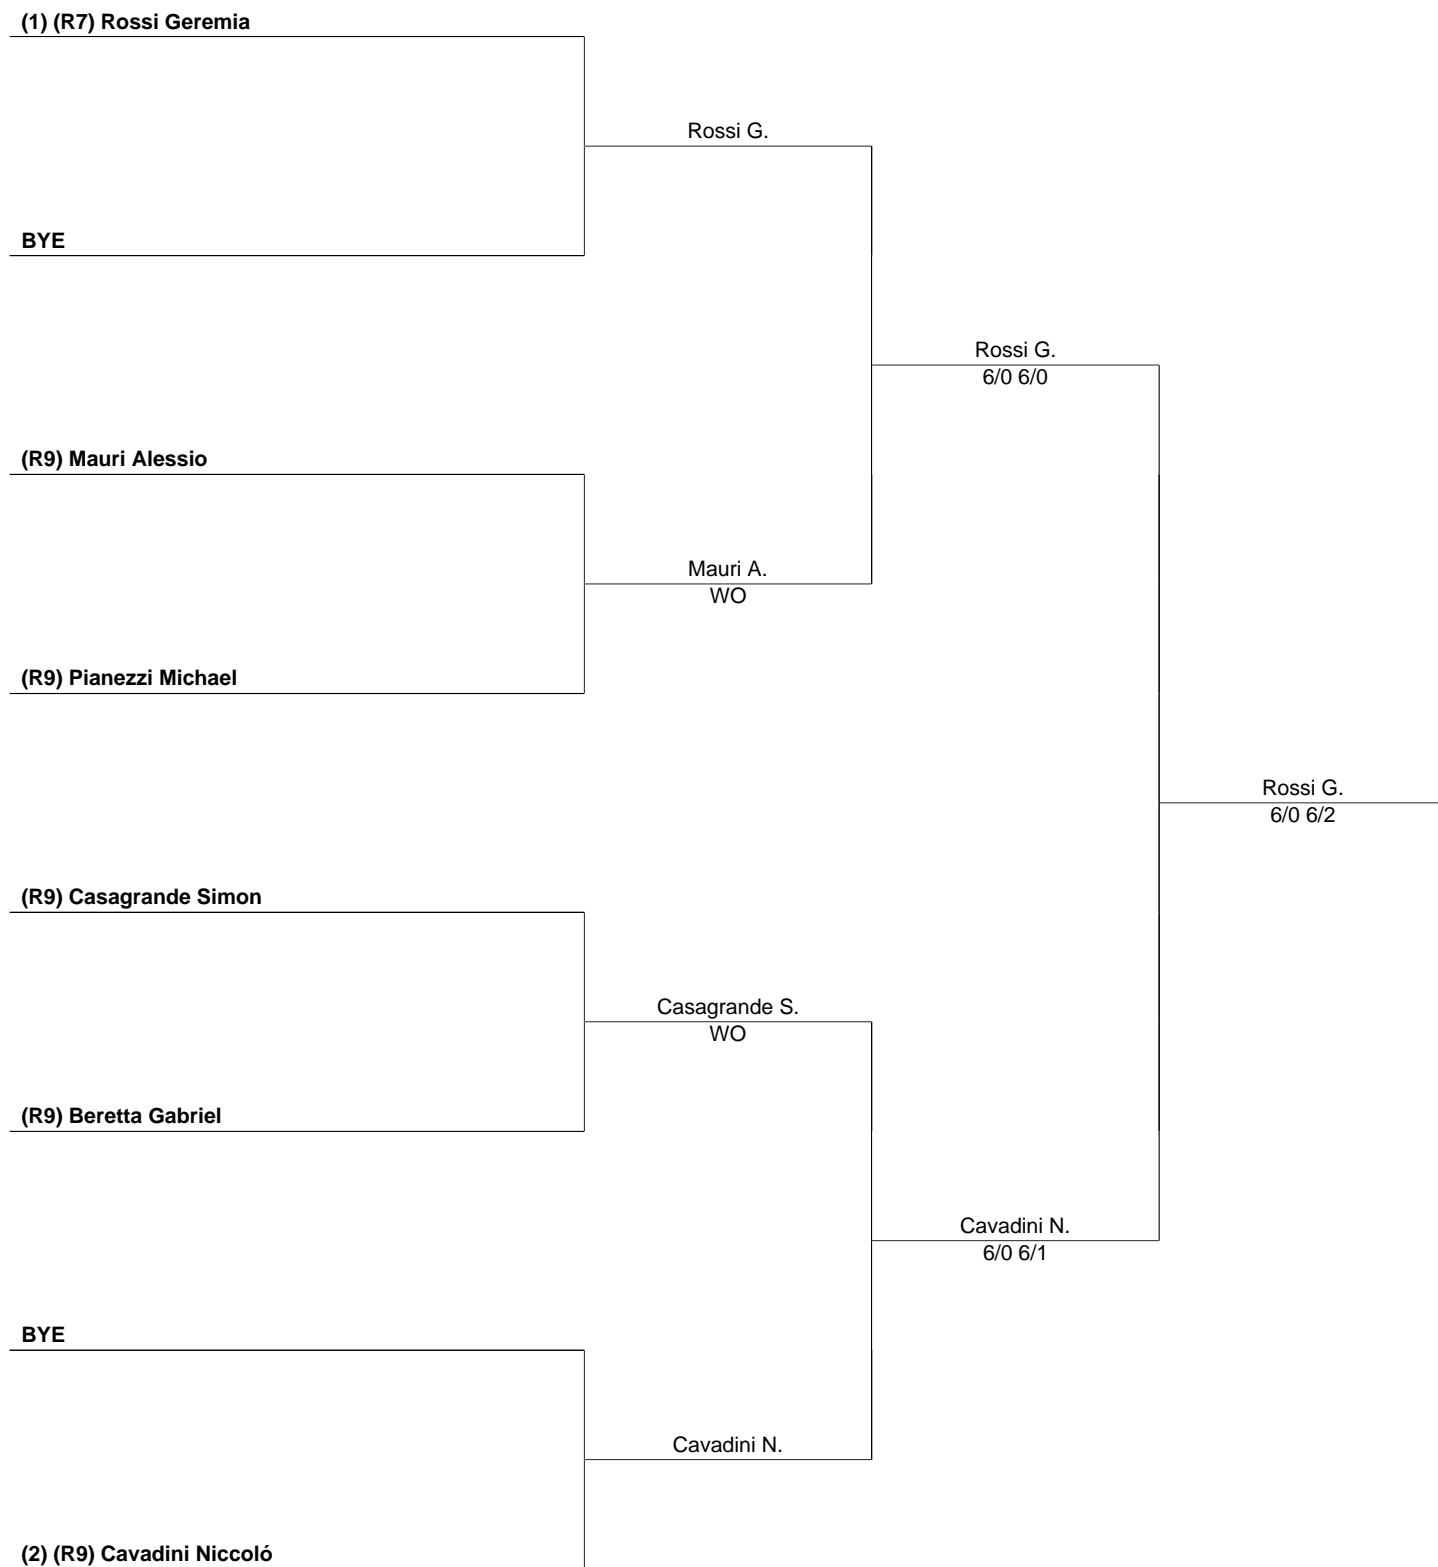 (1) (R7) Rossi Geremia
Rossi G.
BYE
Rossi G.
6/0 6/0
(R9) Mauri Alessio
Mauri A.
WO
(R9) Pianezzi Michael
Rossi G.
6/0 6/2
(R9) Casagrande Simon
Casagrande S.
WO
(R9) Beretta Gabriel
Cavadini N.
6/0 6/1
BYE
Cavadini N.
(2) (R9) Cavadini Niccoló